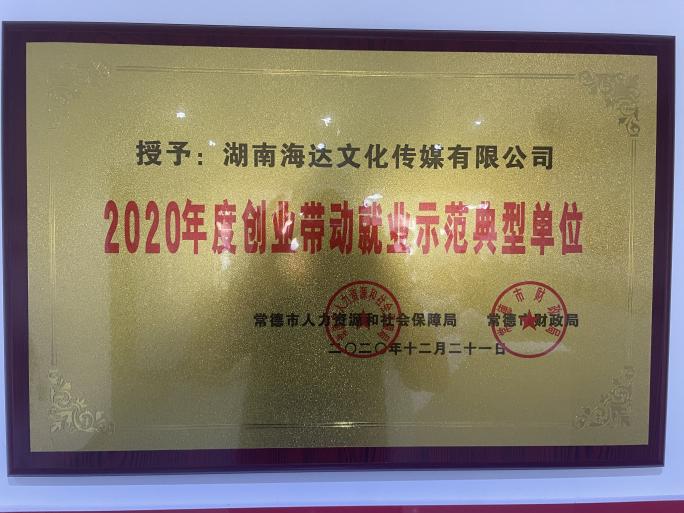 授予：湖南海达文化传媒有限公司
2020年度创业带动就业示范典型单位
常德市人力资源和社会保障局 常德市财政局
二〇二〇年十二月二十一日